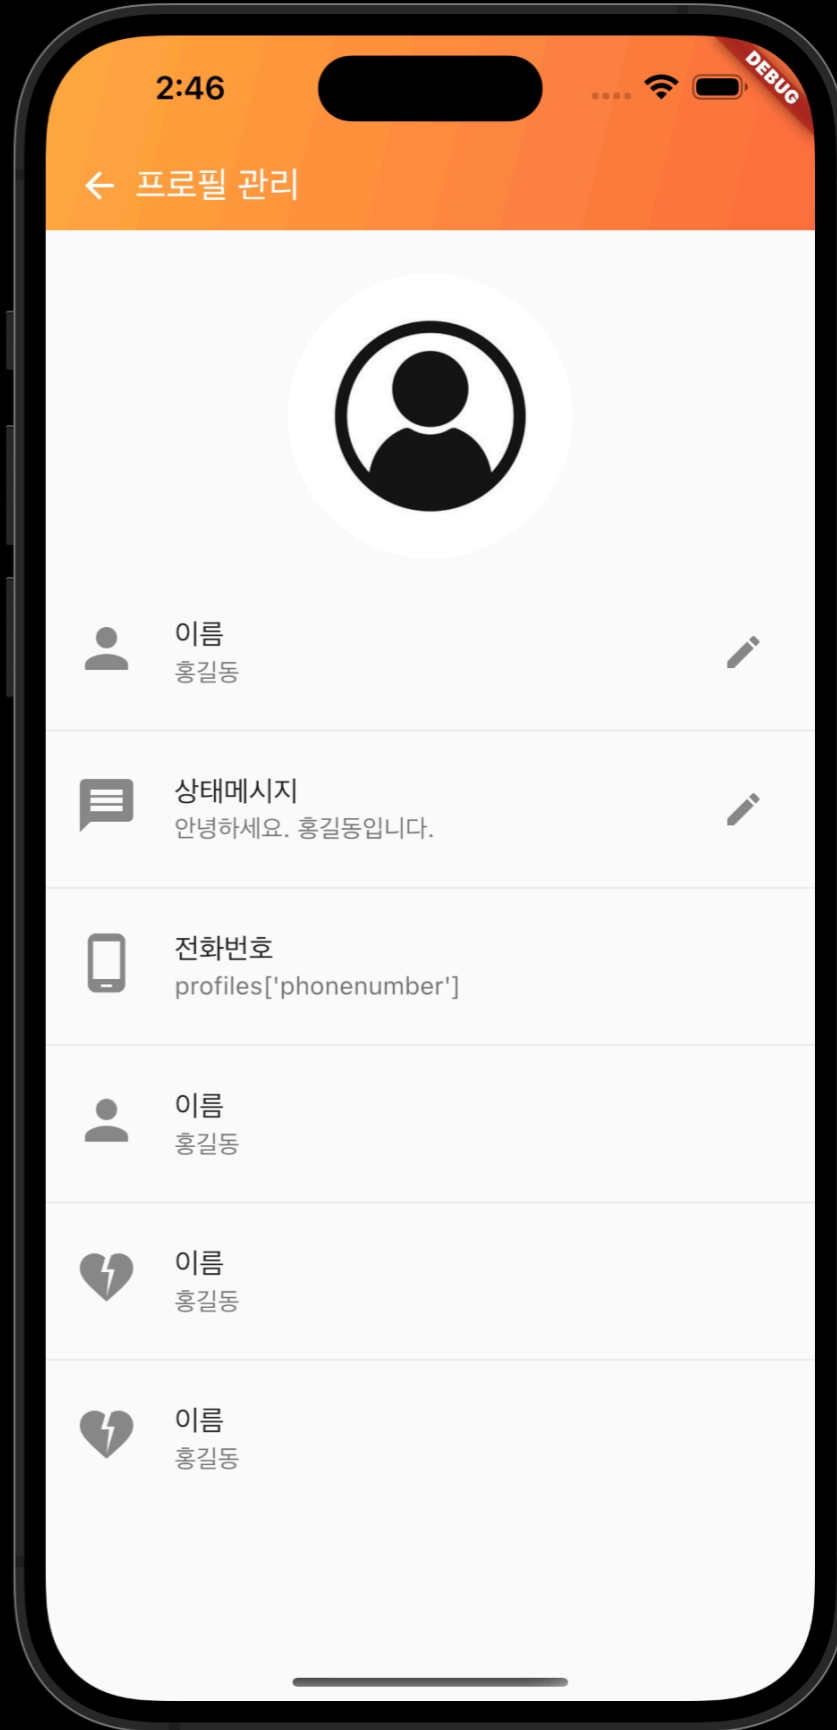 2:46
DEBUG
프로필 관리
이름
홍길동
상태메시지
안녕하세요. 홍길동입니다.
전화번호
profiles['phonenumber']
이름
홍길동
이름
홍길동
이름
홍길동